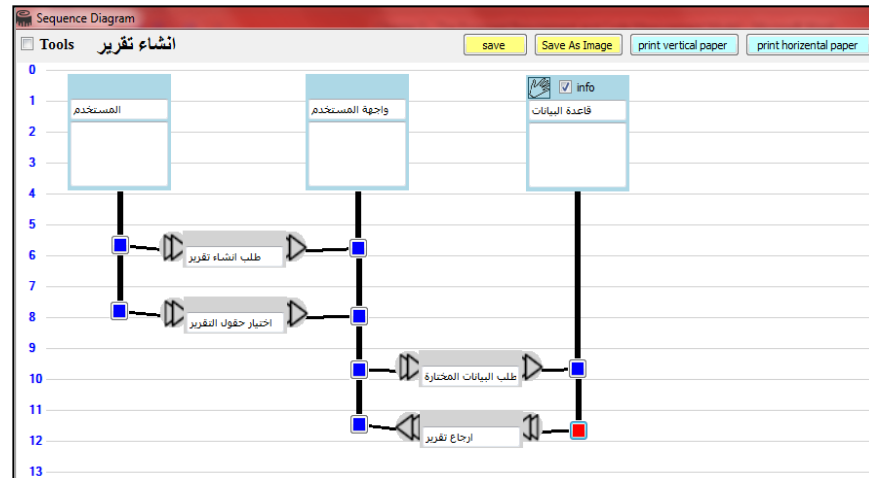 Sequence Diagram
Tools
انشاء تقرير
save
Save As Image
print vertical paper
print horizental paper
0
info
1
المستخدم
واجهة المستخدم
قاعدة البيانات
2
3
4
5
6
طلب انشاء تقرير
7
8
اختيار حقول التقرير
9
10
طلب البيانات المختارة
11
12
ارجاع تقرير
13